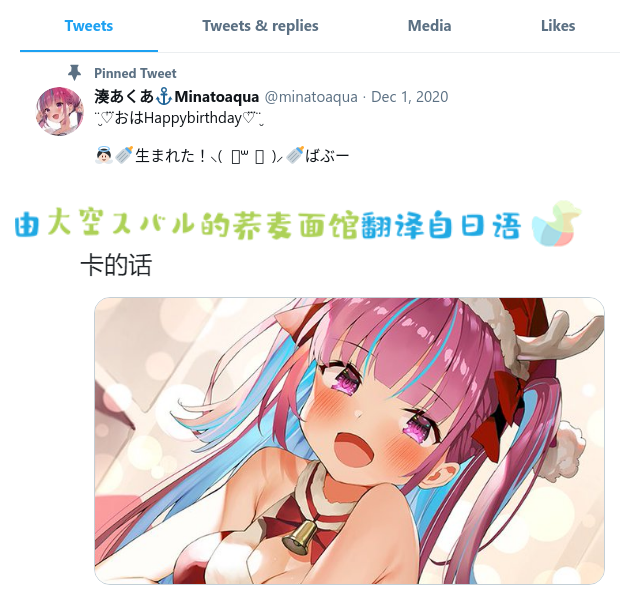 Tweets Tweets & replies Media Likes
Pinned Tweet
湊あくあ⚓Minatoaqua @minatoaqua · Dec 1, 2020
¨̮♡⃛おはHappybirthday♡⃛¨̮
👼🏻🍼生まれた！ヽ( ꒳ )ﾉ🍼ばぶー
由大空スバル的荞麦面馆翻译自日语
卡的话